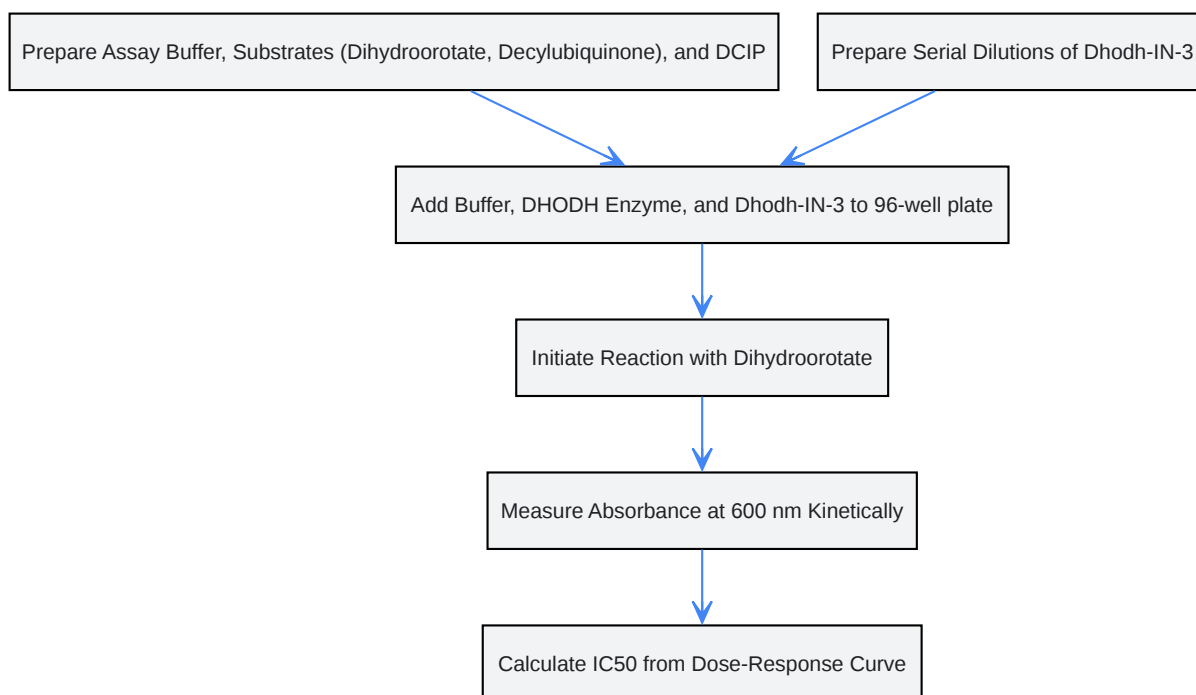 Prepare Assay Buffer, Substrates (Dihydroorotate, Decylubiquinone), and DCIP
Prepare Serial Dilutions of Dhodh-IN-3
Add Buffer, DHODH Enzyme, and Dhodh-IN-3 to 96-well plate
Initiate Reaction with Dihydroorotate
Measure Absorbance at 600 nm Kinetically
Calculate IC50 from Dose-Response Curve